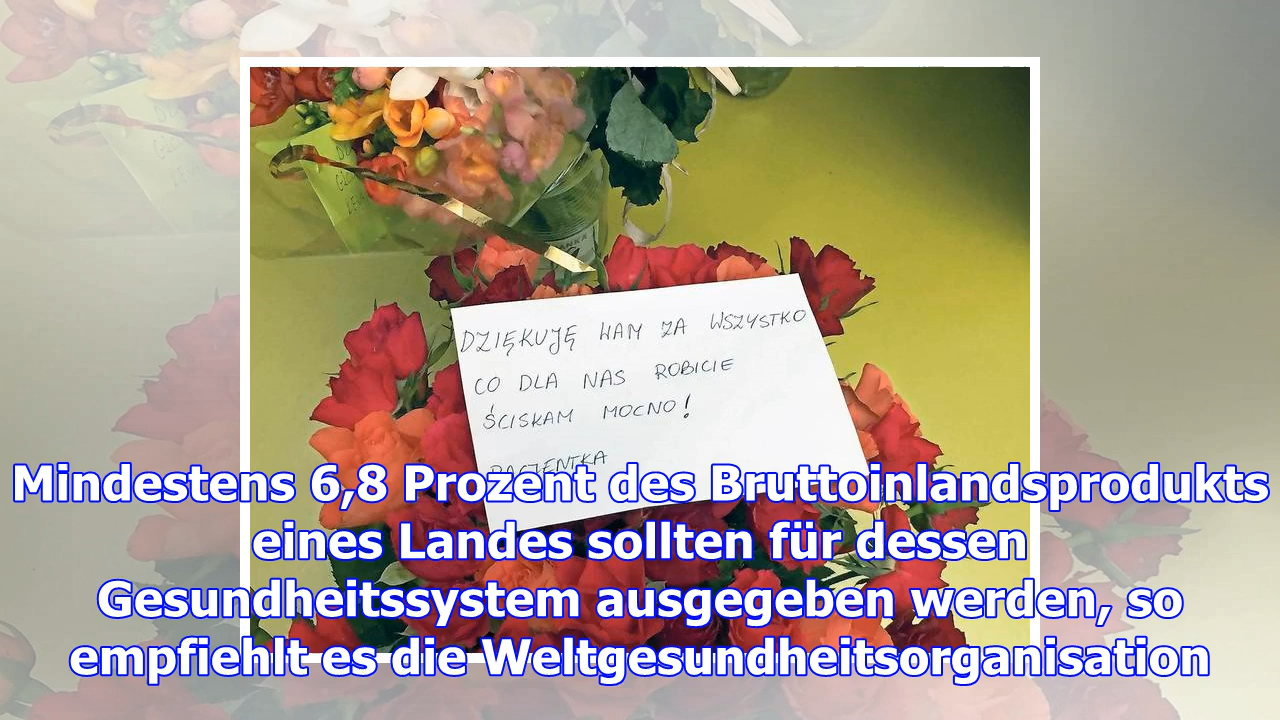 DZIĘKUJĘ WAM ZA WSZYSTKO
CO DLA NAS ROBICIE
ŚCISKAM MOCNO!
PACJENTKA
Mindestens 6,8 Prozent des Bruttoinlandsprodukts
eines Landes sollten für dessen
Gesundheitssystem ausgegeben werden, so
empfiehlt es die Weltgesundheitsorganisation